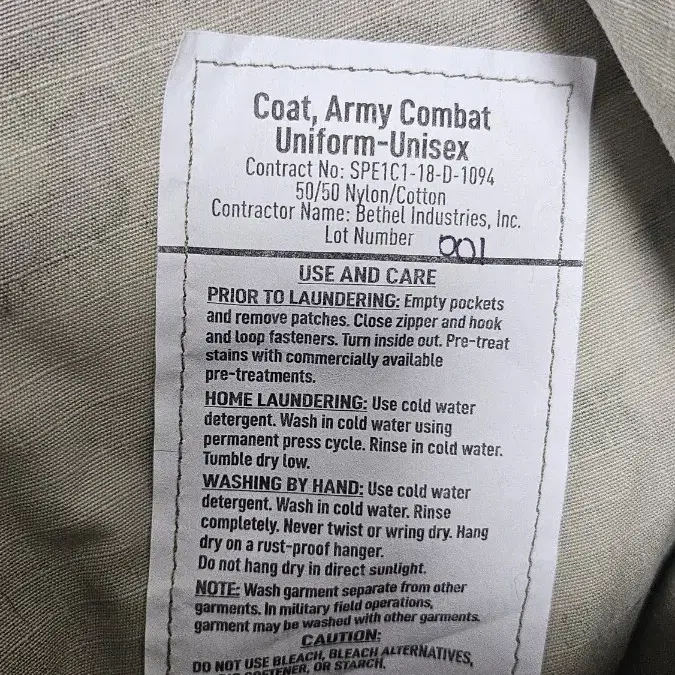 Coat, Army Combat
Uniform-Unisex
Contract No: SPE1C1-18-D-1094
50/50 Nylon/Cotton
Contractor Name: Bethel Industries, Inc.
Lot Number 001
USE AND CARE
PRIOR TO LAUNDERING: Empty pockets
and remove patches. Close zipper and hook
and loop fasteners. Turn inside out. Pre-treat
stains with commercially available
pre-treatments.
HOME LAUNDERING: Use cold water
detergent. Wash in cold water using
permanent press cycle. Rinse in cold water.
Tumble dry low.
WASHING BY HAND: Use cold water
detergent. Wash in cold water. Rinse
completely. Never twist or wring dry. Hang
dry on a rust-proof hanger.
Do not hang dry in direct sunlight.
NOTE: Wash garment separate from other
garments. In military field operations,
garment may be washed with other garments.
CAUTION:
DO NOT USE BLEACH, BLEACH ALTERNATIVES,
SOFTENER, OR STARCH.